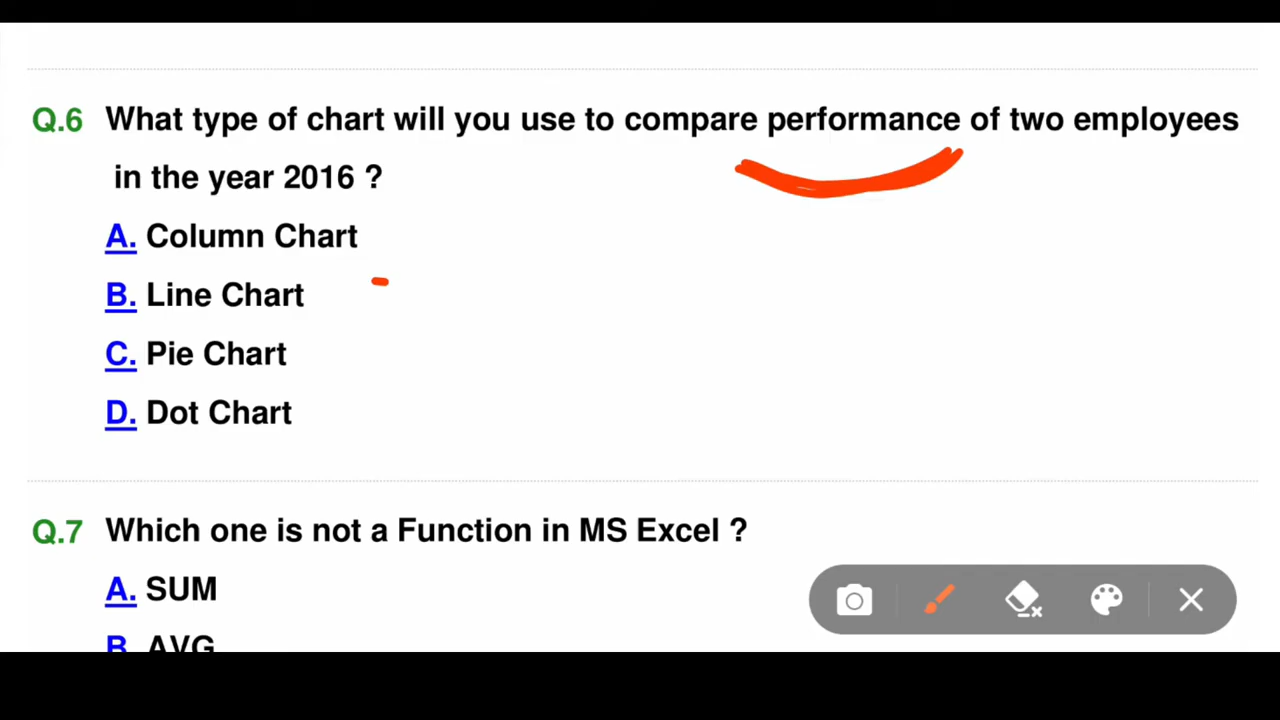 Q.6 What type of chart will you use to compare performance of two employees
in the year 2016 ?
A. Column Chart
B. Line Chart
C. Pie Chart
D. Dot Chart
Q.7 Which one is not a Function in MS Excel ?
A. SUM
B. AVG